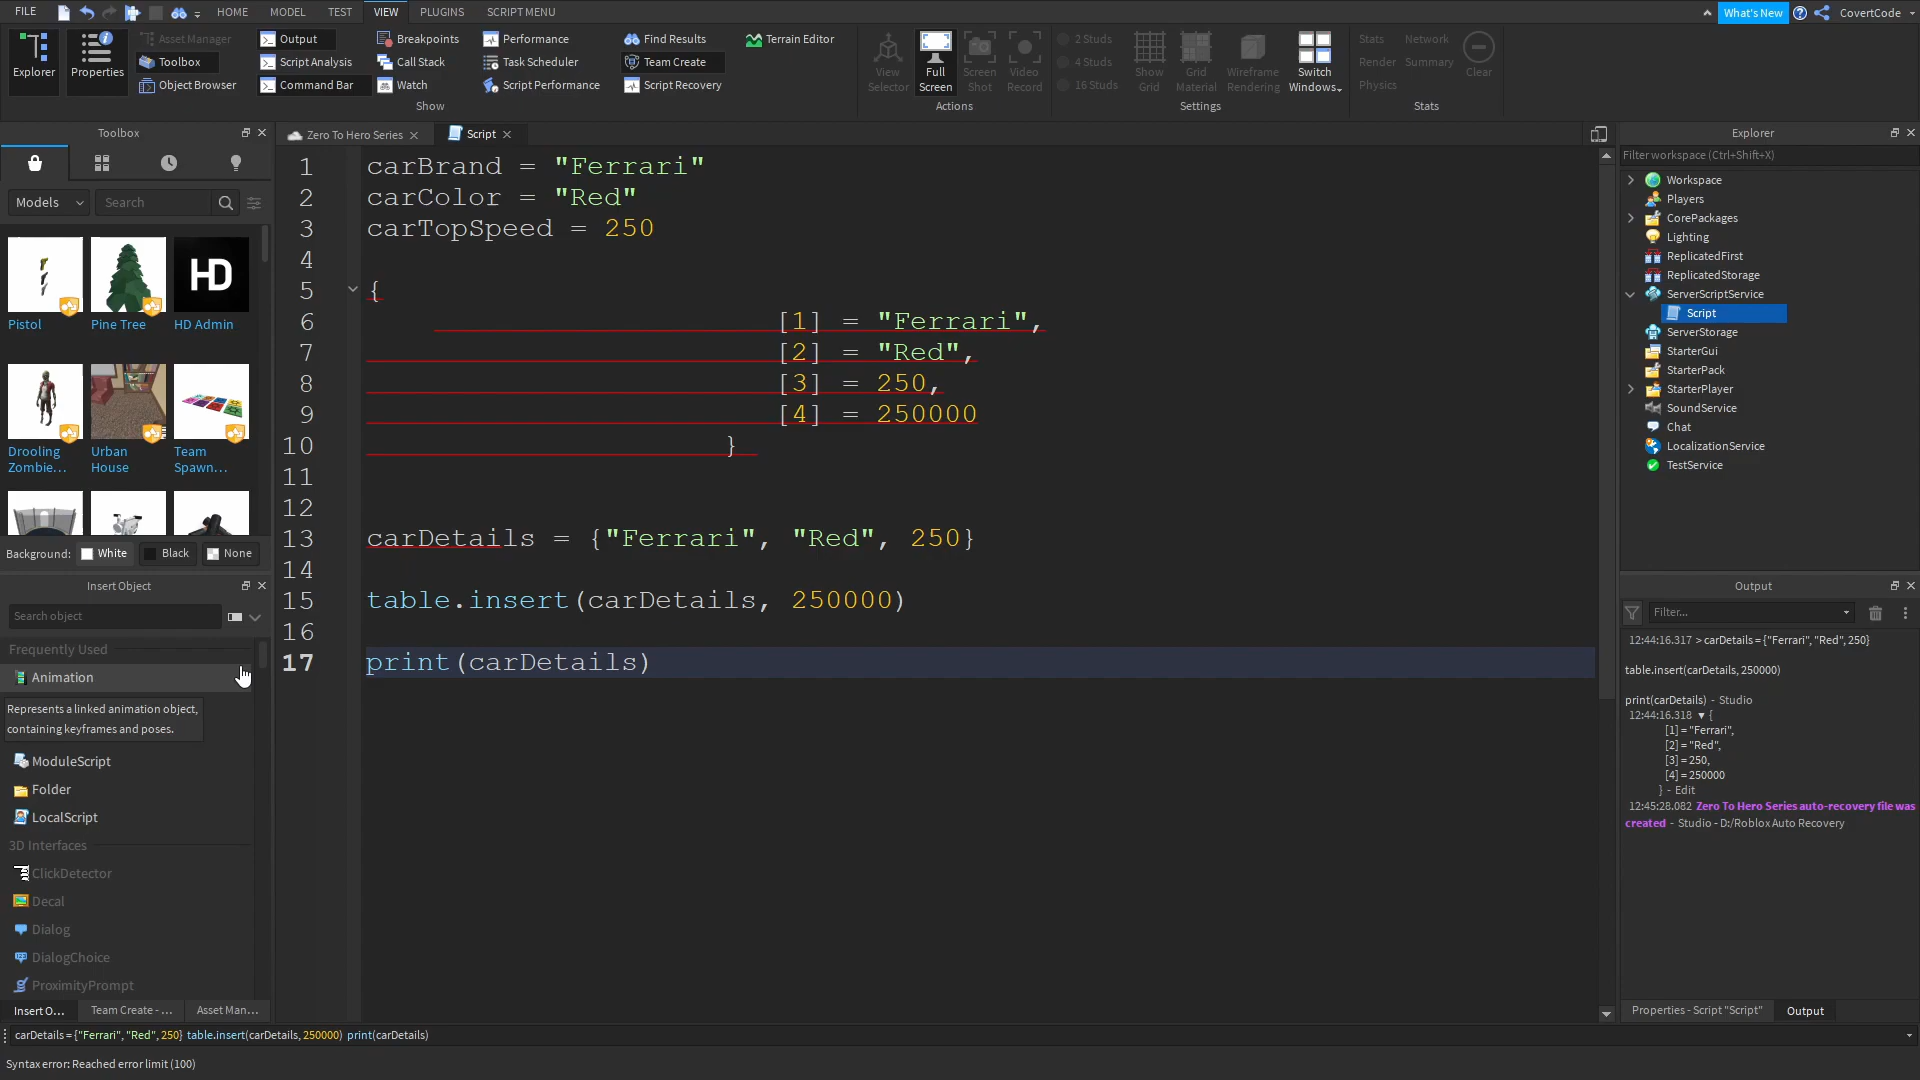 FILE HOME MODEL TEST VIEW PLUGINS SCRIPT MENU What's New CovertCode
Explorer Properties Asset Manager Output Breakpoints Performance Find Results Terrain Editor View Selector Full Screen Screen Shot Video Record 2 Studs Show Grid Grid Material Wireframe Rendering Switch Windows Stats Network Clear
Toolbox Script Analysis Call Stack Task Scheduler Team Create 4 Studs Render Summary
Object Browser Command Bar Watch Script Performance Script Recovery 16 Studs Physics
Show Actions Settings Stats
Toolbox
Models Search
HD
Pistol Pine Tree HD Admin
Drooling Zombie... Urban House Team Spawn...
Background: White Black None
Insert Object
Search object
Frequently Used
Animation
Represents a linked animation object,
containing keyframes and poses.
ModuleScript
Folder
LocalScript
3D Interfaces
ClickDetector
Decal
Dialog
DialogChoice
ProximityPrompt
Insert O... Team Create - ... Asset Man...
Zero To Hero Series Script
1 carBrand = "Ferrari"
2 carColor = "Red"
3 carTopSpeed = 250
4
5 {
6 [1] = "Ferrari",
7 [2] = "Red",
8 [3] = 250,
9 [4] = 250000
10 }
11
12
13 carDetails = {"Ferrari", "Red", 250}
14
15 table.insert(carDetails, 250000)
16
17 print(carDetails)
Explorer
Filter workspace (Ctrl+Shift+X)
Workspace
Players
CorePackages
Lighting
ReplicatedFirst
ReplicatedStorage
ServerScriptService
Script
ServerStorage
StarterGui
StarterPack
StarterPlayer
SoundService
Chat
LocalizationService
TestService
Output
Filter...
12:44:16.317 > carDetails = {"Ferrari", "Red", 250}
table.insert(carDetails, 250000)
print(carDetails) - Studio
12:44:16.318 ▼ {
[1] = "Ferrari",
[2] = "Red",
[3] = 250,
[4] = 250000
} - Edit
12:45:28.082 Zero To Hero Series auto-recovery file was
created - Studio - D:/Roblox Auto Recovery
Properties - Script "Script" Output
carDetails = {"Ferrari", "Red", 250} table.insert(carDetails, 250000) print(carDetails)
Syntax error: Reached error limit (100)